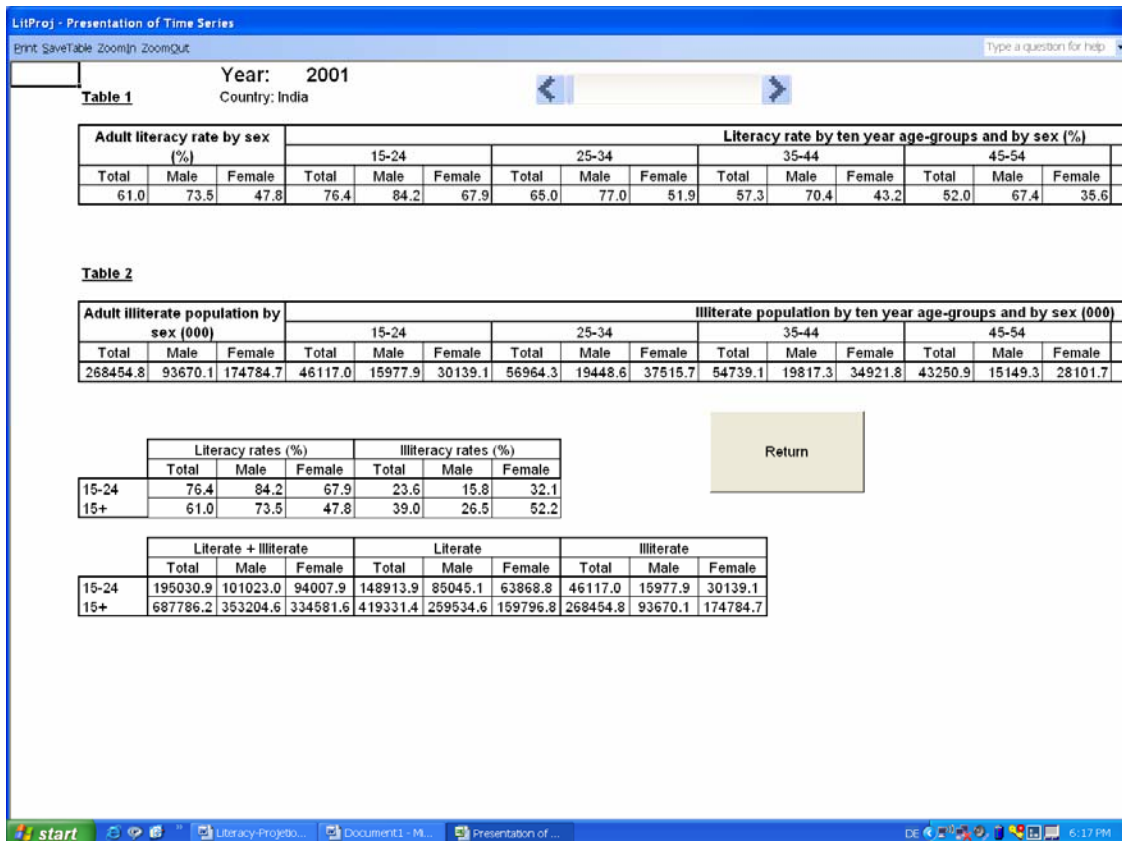 LitProj - Presentation of Time Series
Print SaveTable ZoomIn ZoomOut Type a question for help
Year: 2001
Table 1 Country: India
Adult literacy rate by sex (%) Literacy rate by ten year age-groups and by sex (%)
15-24 25-34 35-44 45-54
Total Male Female Total Male Female Total Male Female Total Male Female Total Male Female
61.0 73.5 47.8 76.4 84.2 67.9 65.0 77.0 51.9 57.3 70.4 43.2 52.0 67.4 35.6
Table 2
Adult illiterate population by sex (000) Illiterate population by ten year age-groups and by sex (000)
15-24 25-34 35-44 45-54
Total Male Female Total Male Female Total Male Female Total Male Female Total Male Female
268454.8 93670.1 174784.7 46117.0 15977.9 30139.1 56964.3 19448.6 37515.7 54739.1 19817.3 34921.8 43250.9 15149.3 28101.7
Return
Literacy rates (%) Illiteracy rates (%)
Total Male Female Total Male Female
15-24 76.4 84.2 67.9 23.6 15.8 32.1
15+ 61.0 73.5 47.8 39.0 26.5 52.2
Literate + Illiterate Literate Illiterate
Total Male Female Total Male Female Total Male Female
15-24 195030.9 101023.0 94007.9 148913.9 85045.1 63868.8 46117.0 15977.9 30139.1
15+ 687786.2 353204.6 334581.6 419331.4 259534.6 159796.8 268454.8 93670.1 174784.7
start » Literacy-Projetio... Document1 - Mi... Presentation of ... DE 6:17 PM